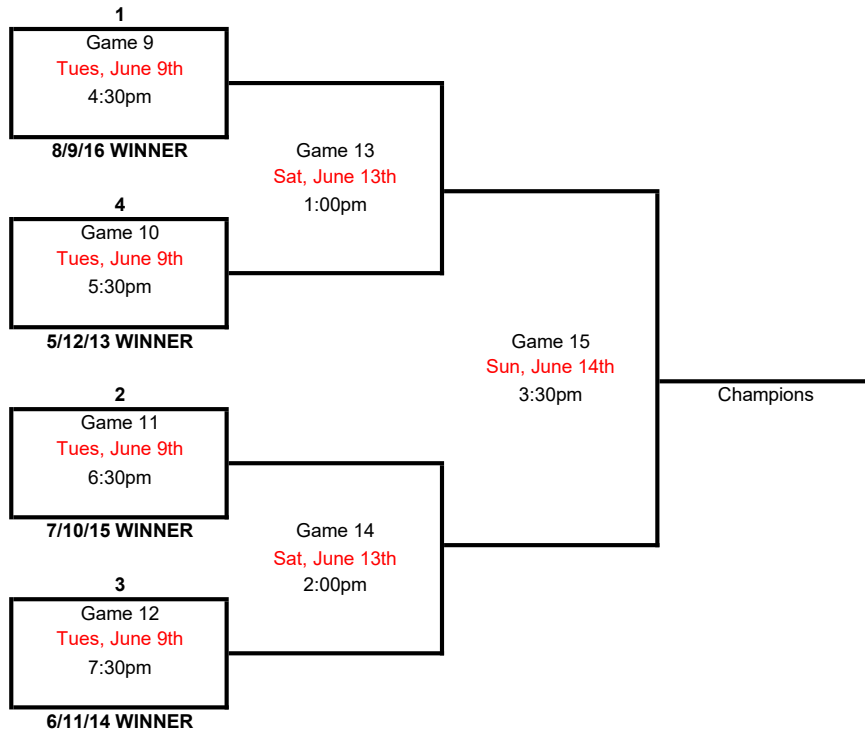 1
Game 9
Tues, June 9th
4:30pm
8/9/16 WINNER
Game 13
Sat, June 13th
1:00pm
4
Game 10
Tues, June 9th
5:30pm
5/12/13 WINNER
Game 15
Sun, June 14th
3:30pm
Champions
2
Game 11
Tues, June 9th
6:30pm
7/10/15 WINNER
Game 14
Sat, June 13th
2:00pm
3
Game 12
Tues, June 9th
7:30pm
6/11/14 WINNER